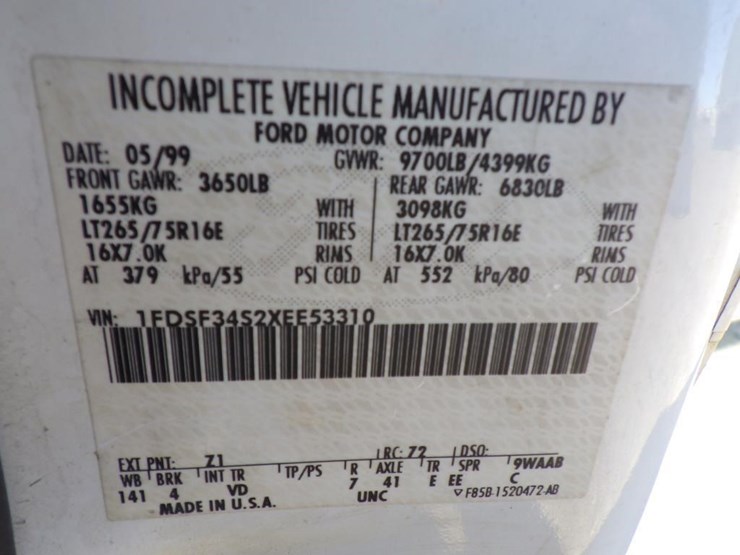 INCOMPLETE VEHICLE MANUFACTURED BY
FORD MOTOR COMPANY
DATE: 05/99 GVWR: 9700LB/4399KG
FRONT GAWR: 3650LB REAR GAWR: 6830LB
1655KG WITH 3098KG WITH
LT265/75R16E TIRES LT265/75R16E TIRES
16X7.0K RIMS 16X7.0K RIMS
AT 379 kPa/55 PSI COLD AT 552 kPa/80 PSI COLD
VIN: 1FDSF34S2XEE53310
EXT PNT: Z1 RC: 72 DSO:
WB BRK INT TR TP/PS R AXLE TR SPR 9WAAB
141 4 VD 7 41 E EE C
MADE IN U.S.A. UNC F85B-1520472-AB